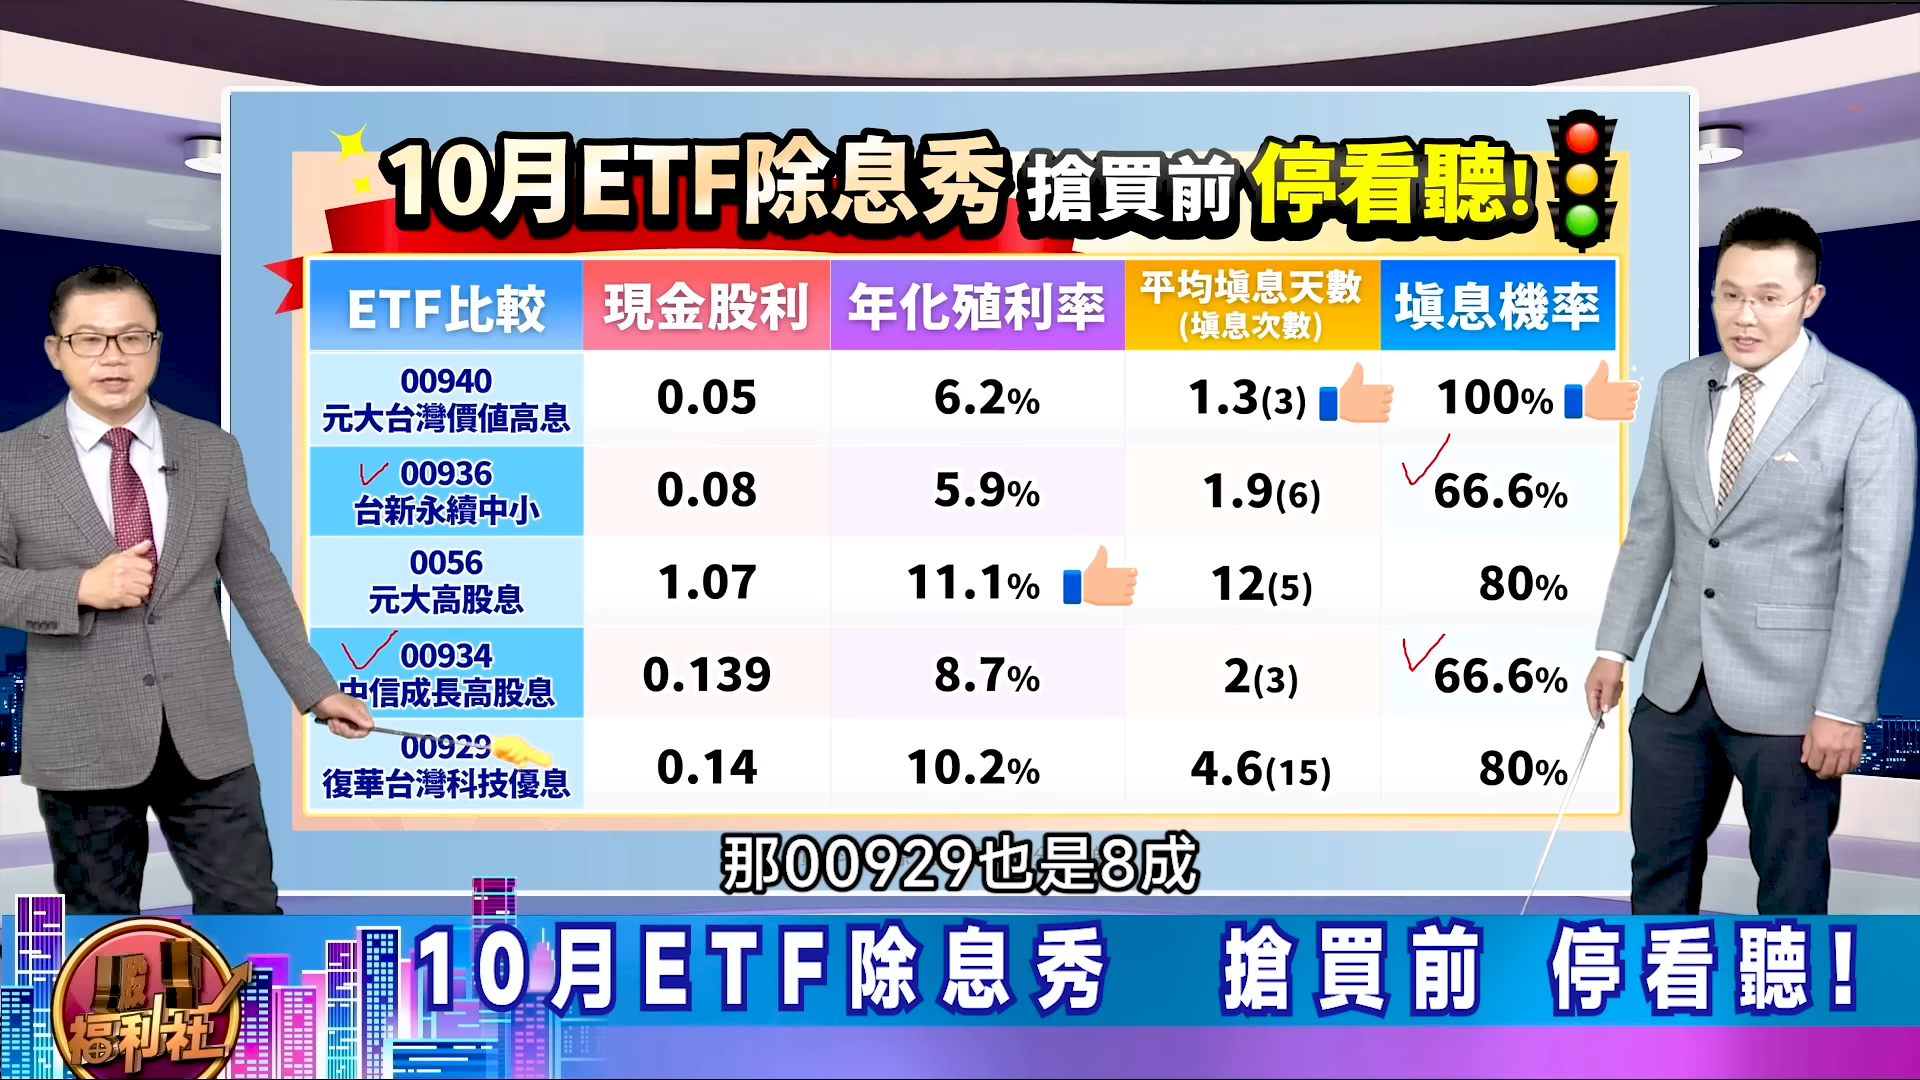 10月ETF除息秀 搶買前 停看聽!
ETF比較 現金股利 年化殖利率 平均填息天數 填息機率
(填息次數)
00940
元大台灣價值高息 0.05 6.2% 1.3(3) 100%
00936
台新永續中小 0.08 5.9% 1.9(6) 66.6%
0056
元大高股息 1.07 11.1% 12(5) 80%
00934
中信成長高股息 0.139 8.7% 2(3) 66.6%
00929
復華台灣科技優息 0.14 10.2% 4.6(15) 80%
那00929也是8成
10月ETF除息秀 搶買前 停看聽!
股市
福利社